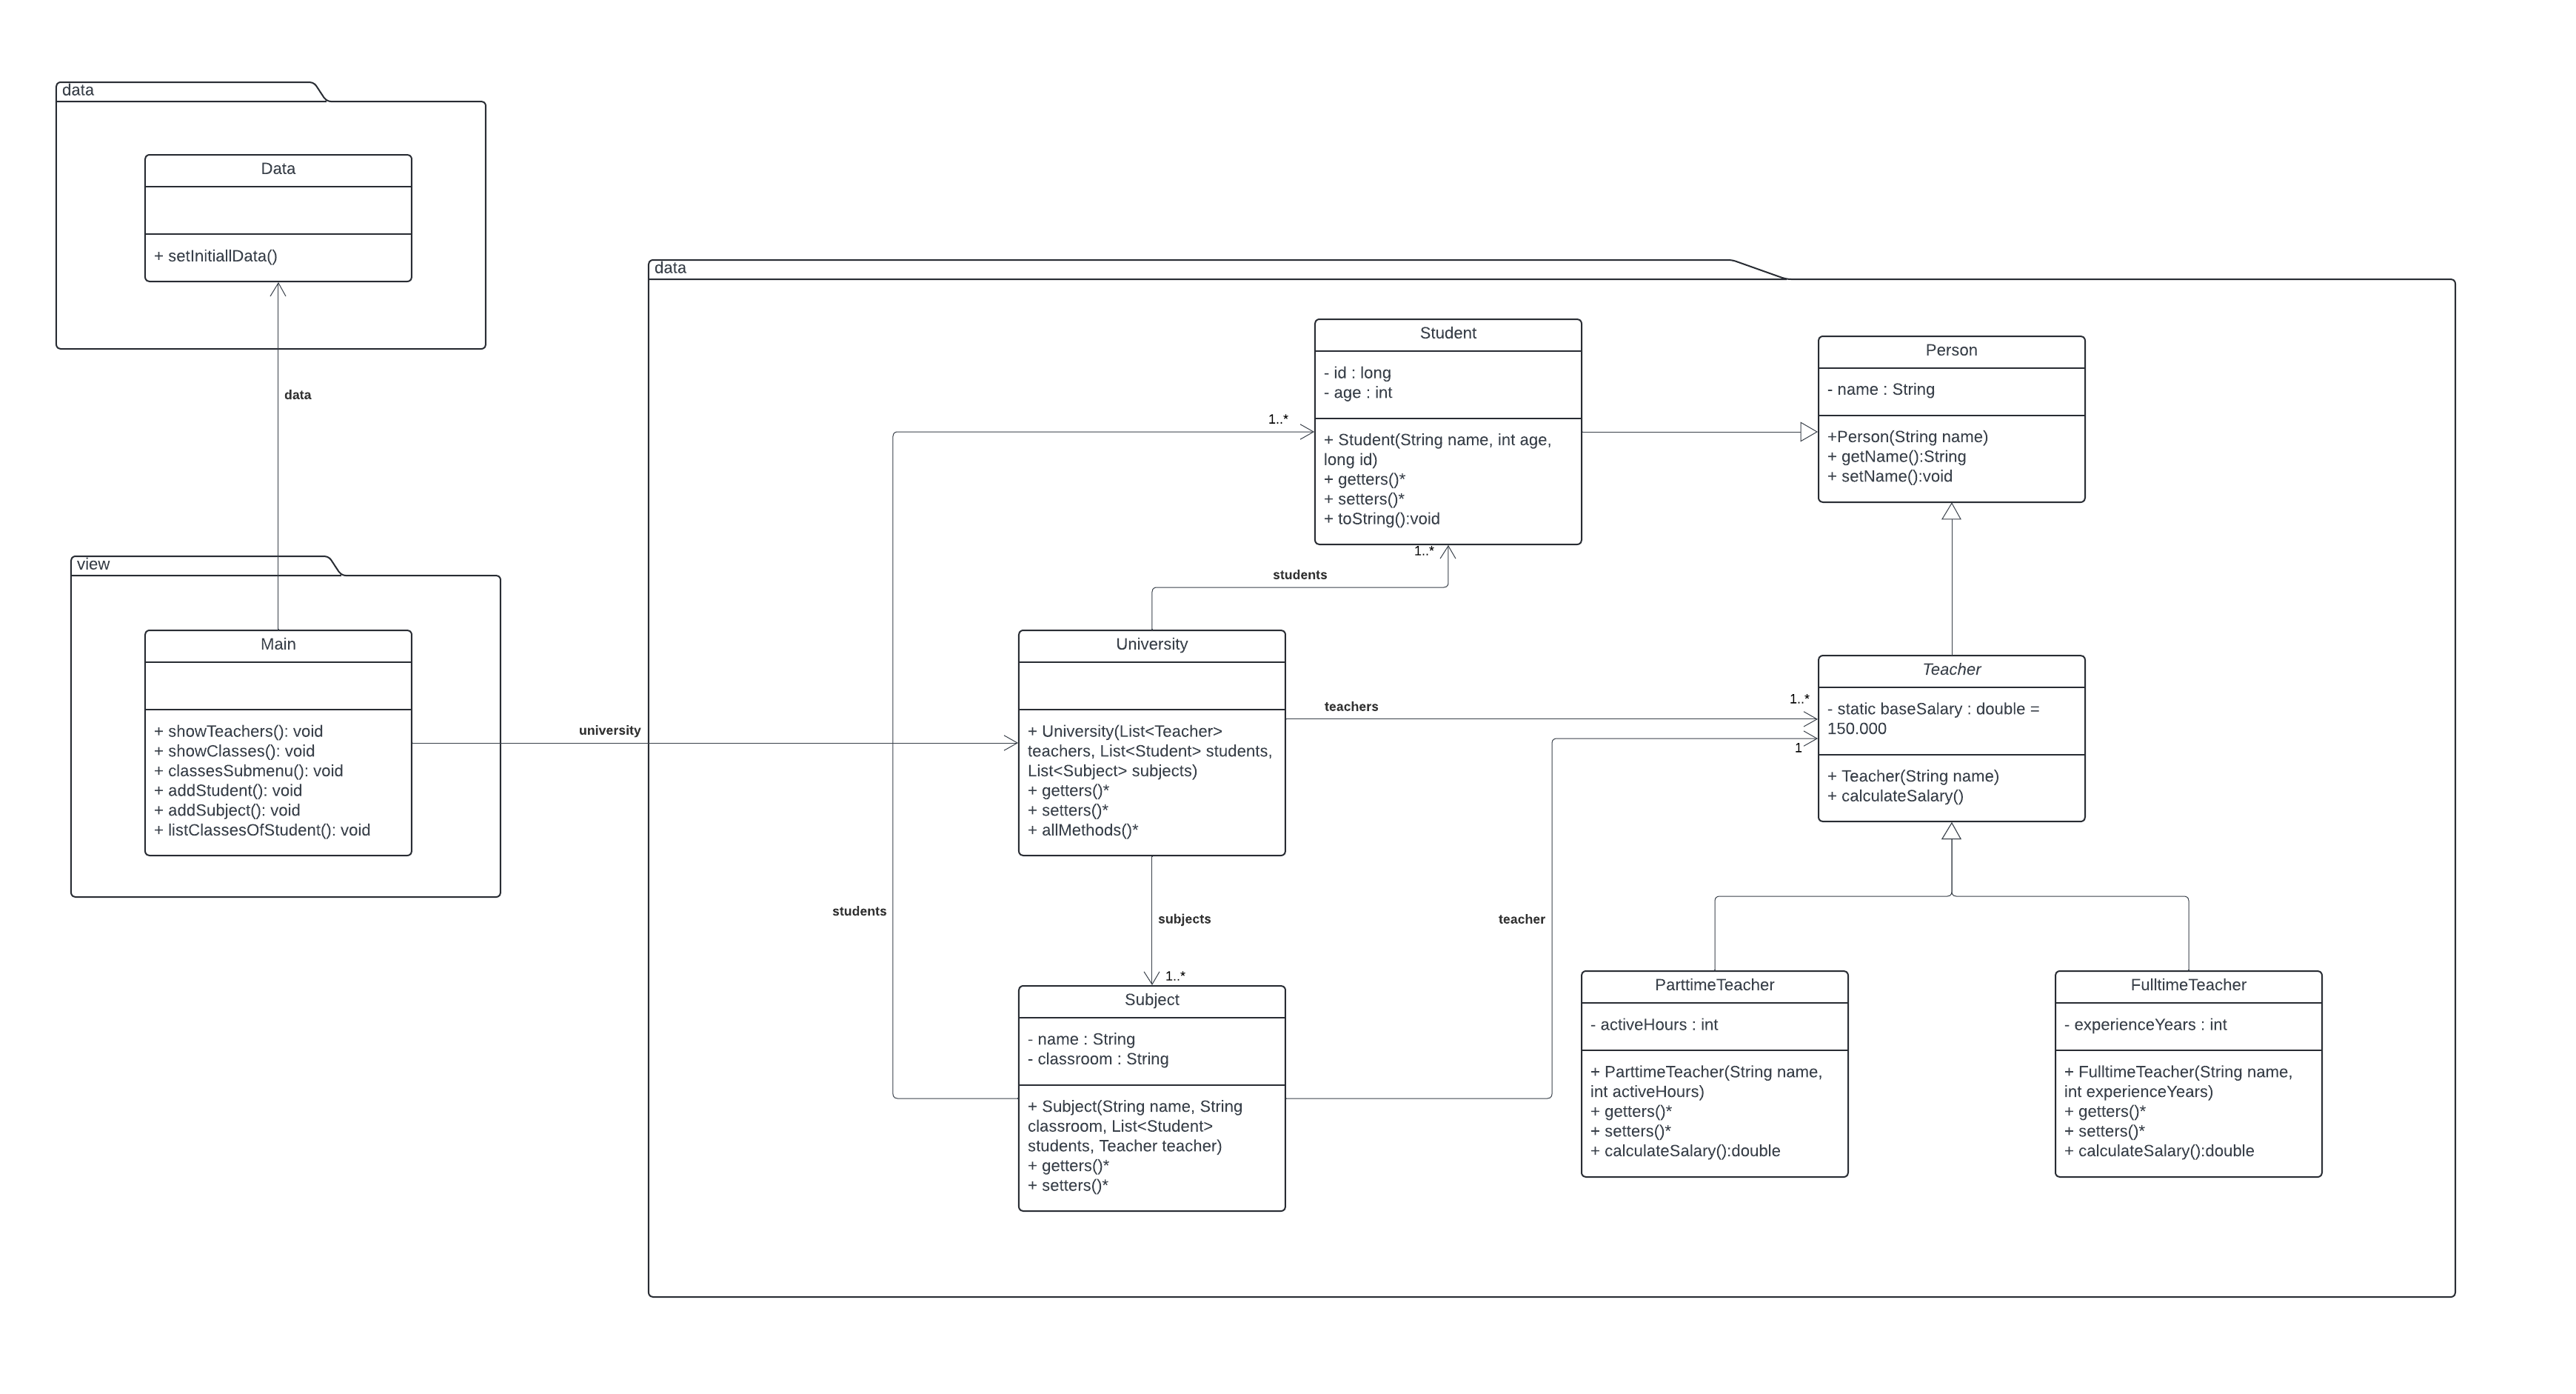 data
Data
+ setInitiallData()
data
view
Main
+ showTeachers(): void
+ showClasses(): void
+ classesSubmenu(): void
+ addStudent(): void
+ addSubject(): void
+ listClassesOfStudent(): void
university
data
Student
- id : long
- age : int
+ Student(String name, int age,
long id)
+ getters()*
+ setters()*
+ toString():void
1..*
1..*
students
Person
- name : String
+Person(String name)
+ getName():String
+ setName():void
University
+ University(List<Teacher>
teachers, List<Student> students,
List<Subject> subjects)
+ getters()*
+ setters()*
+ allMethods()*
teachers
1..*
1
Teacher
- static baseSalary : double =
150.000
+ Teacher(String name)
+ calculateSalary()
students
subjects
1..*
teacher
Subject
- name : String
- classroom : String
+ Subject(String name, String
classroom, List<Student>
students, Teacher teacher)
+ getters()*
+ setters()*
ParttimeTeacher
- activeHours : int
+ ParttimeTeacher(String name,
int activeHours)
+ getters()*
+ setters()*
+ calculateSalary():double
FulltimeTeacher
- experienceYears : int
+ FulltimeTeacher(String name,
int experienceYears)
+ getters()*
+ setters()*
+ calculateSalary():double